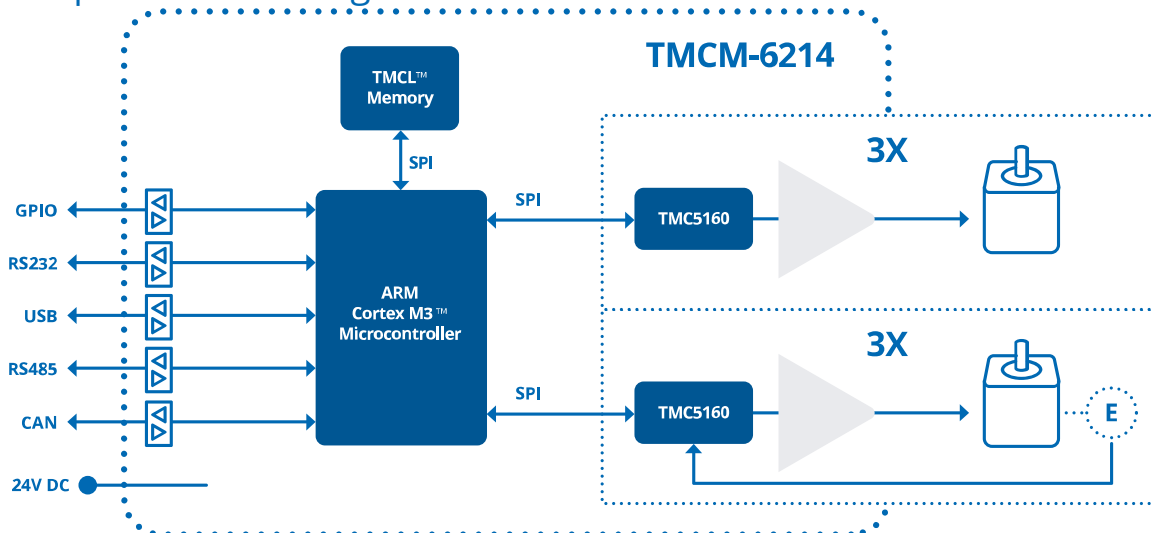 TMCM-6214
TMCL™
Memory
SPI
3X
GPIO
SPI
TMC5160
RS232
ARM
Cortex M3™
Microcontroller
USB
3X
RS485
SPI
TMC5160
E
CAN
24V DC